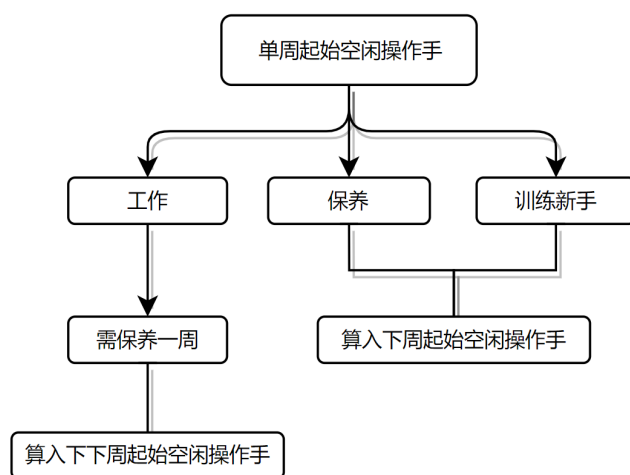 单周起始空闲操作手
工作
保养
训练新手
需保养一周
算入下周起始空闲操作手
算入下下周起始空闲操作手